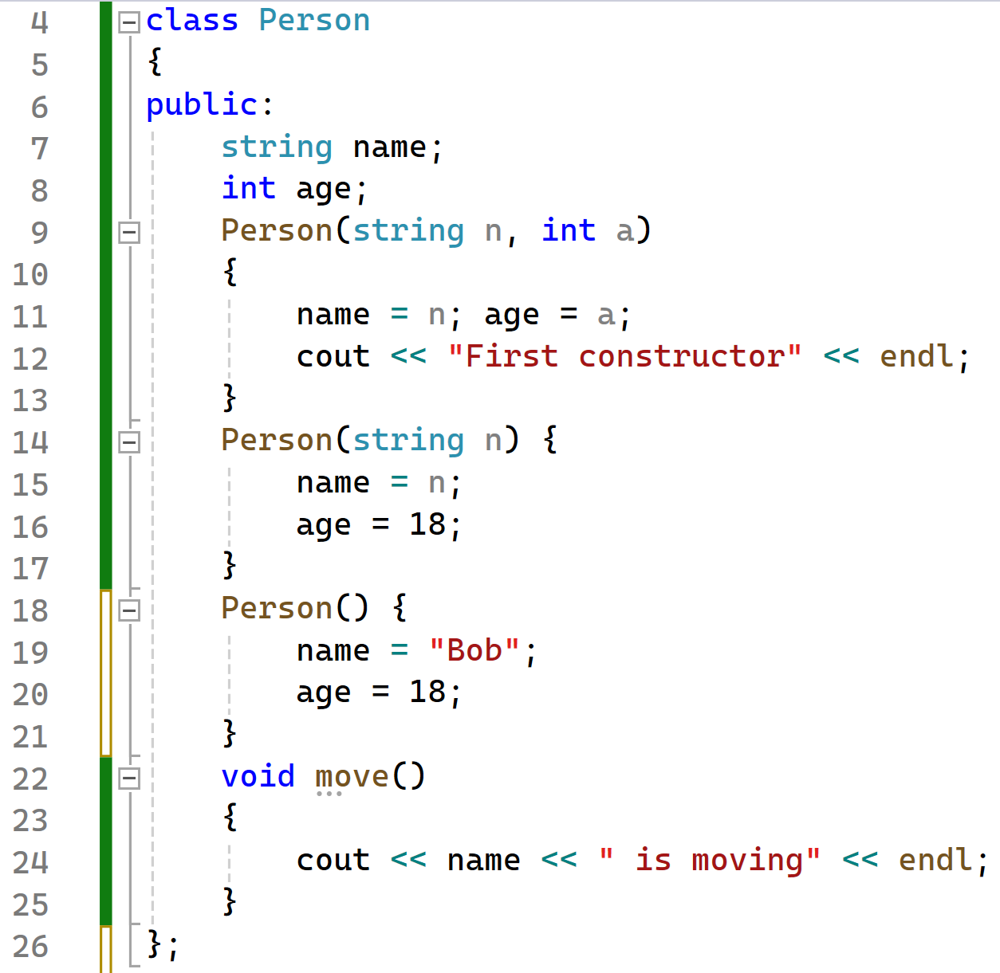 4 class Person
5 {
6 public:
7     string name;
8     int age;
9     Person(string n, int a)
10     {
11         name = n; age = a;
12         cout << "First constructor" << endl;
13     }
14     Person(string n) {
15         name = n;
16         age = 18;
17     }
18     Person() {
19         name = "Bob";
20         age = 18;
21     }
22     void move()
23     {
24         cout << name << " is moving" << endl;
25     }
26 };